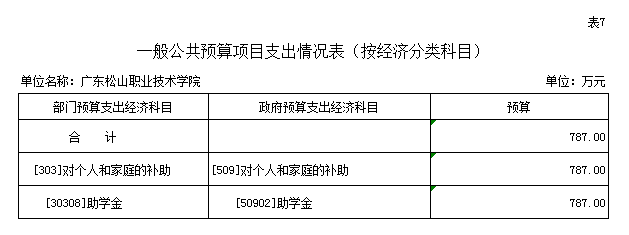 表7
一般公共预算项目支出情况表（按经济分类科目）
单位名称：广东松山职业技术学院 单位：万元
部门预算支出经济科目 政府预算支出经济科目 预算
合 计 787.00
[303]对个人和家庭的补助 [509]对个人和家庭的补助 787.00
[30308]助学金 [50902]助学金 787.00